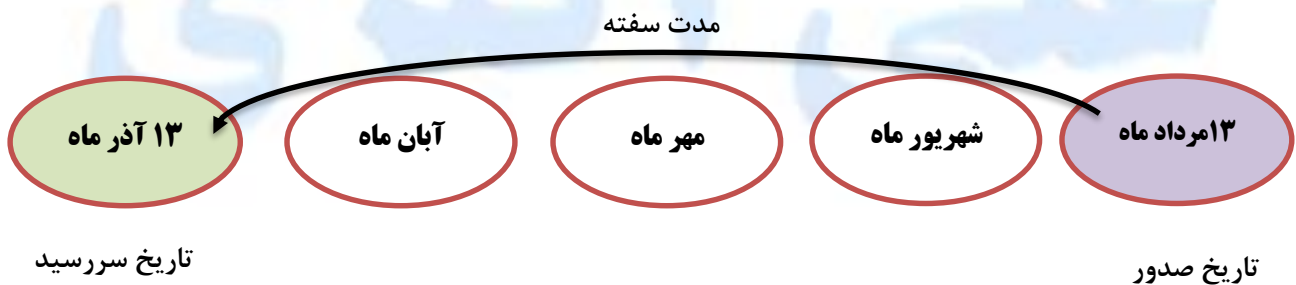 مدت سفته
۱۳مرداد ماه
شهریور ماه
مهر ماه
آبان ماه
۱۳ آذر ماه
تاریخ صدور
تاریخ سررسید